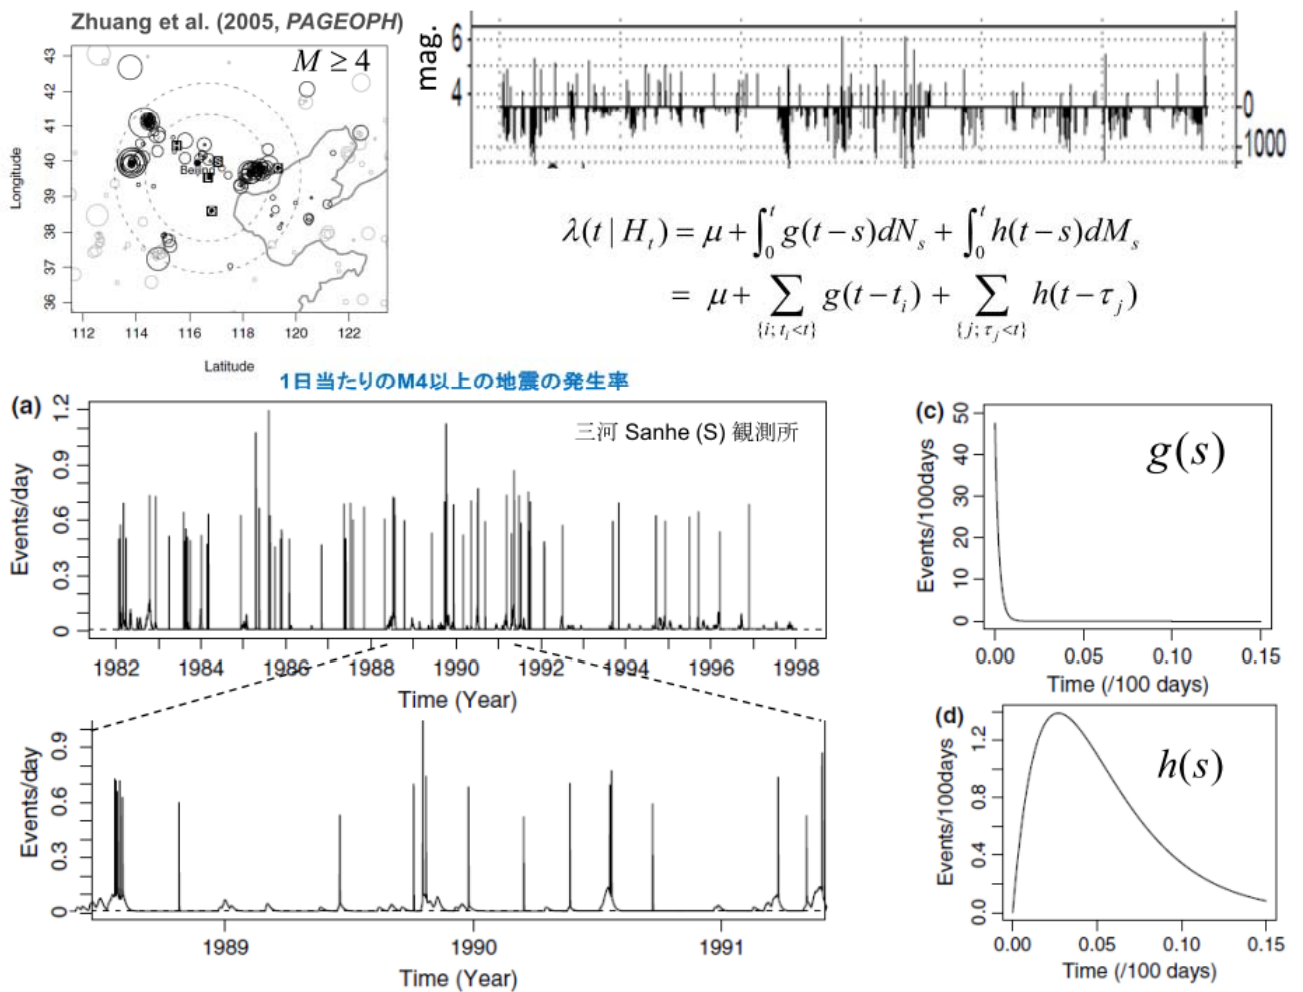 Zhuang et al. (2005, PAGEOPH)
M ≥ 4
43
42
41
40
39
38
37
36
Longitude
Beijing
S
112
114
116
118
120
122
Latitude
mag.
6
4
0
1000
λ(t | H_t) = μ + ∫_0^t g(t−s)dN_s + ∫_0^t h(t−s)dM_s
= μ + ∑_{{i; t_i<t}} g(t−t_i) + ∑_{{j; τ_j<t}} h(t−τ_j)
1日当たりのM4以上の地震の発生率
(a)
三河 Sanhe (S) 観測所
1.2
0.9
0.6
0.3
0
Events/day
1982 1984 1986 1988 1990 1992 1994 1996 1998
Time (Year)
0.9
0.6
0.3
0
Events/day
1989 1990 1991
Time (Year)
(c)
g(s)
50
40
30
20
10
0
Events/100days
0.00 0.05 0.10 0.15
Time (/100 days)
(d)
h(s)
1.2
0.8
0.4
0.0
Events/100days
0.00 0.05 0.10 0.15
Time (/100 days)